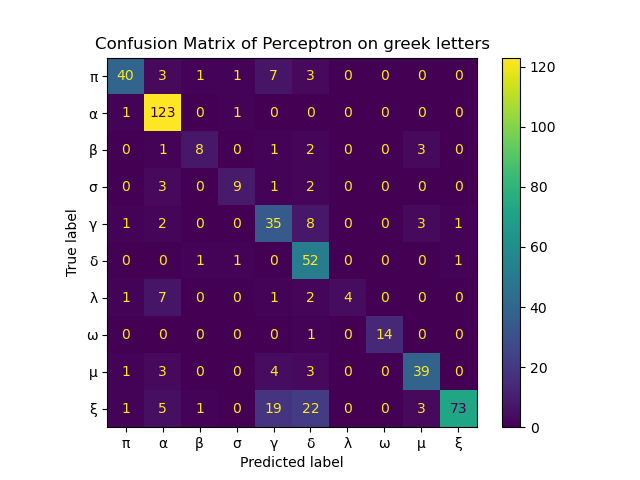 Confusion Matrix of Perceptron on greek letters
π 40 3 1 1 7 3 0 0 0 0
α 1 123 0 1 0 0 0 0 0 0
β 0 1 8 0 1 2 0 0 3 0
σ 0 3 0 9 1 2 0 0 0 0
γ 1 2 0 0 35 8 0 0 3 1
δ 0 0 1 1 0 52 0 0 0 1
λ 1 7 0 0 1 2 4 0 0 0
ω 0 0 0 0 0 1 0 14 0 0
μ 1 3 0 0 4 3 0 0 39 0
ξ 1 5 1 0 19 22 0 0 3 73
π α β σ γ δ λ ω μ ξ
Predicted label
True label
120
100
80
60
40
20
0